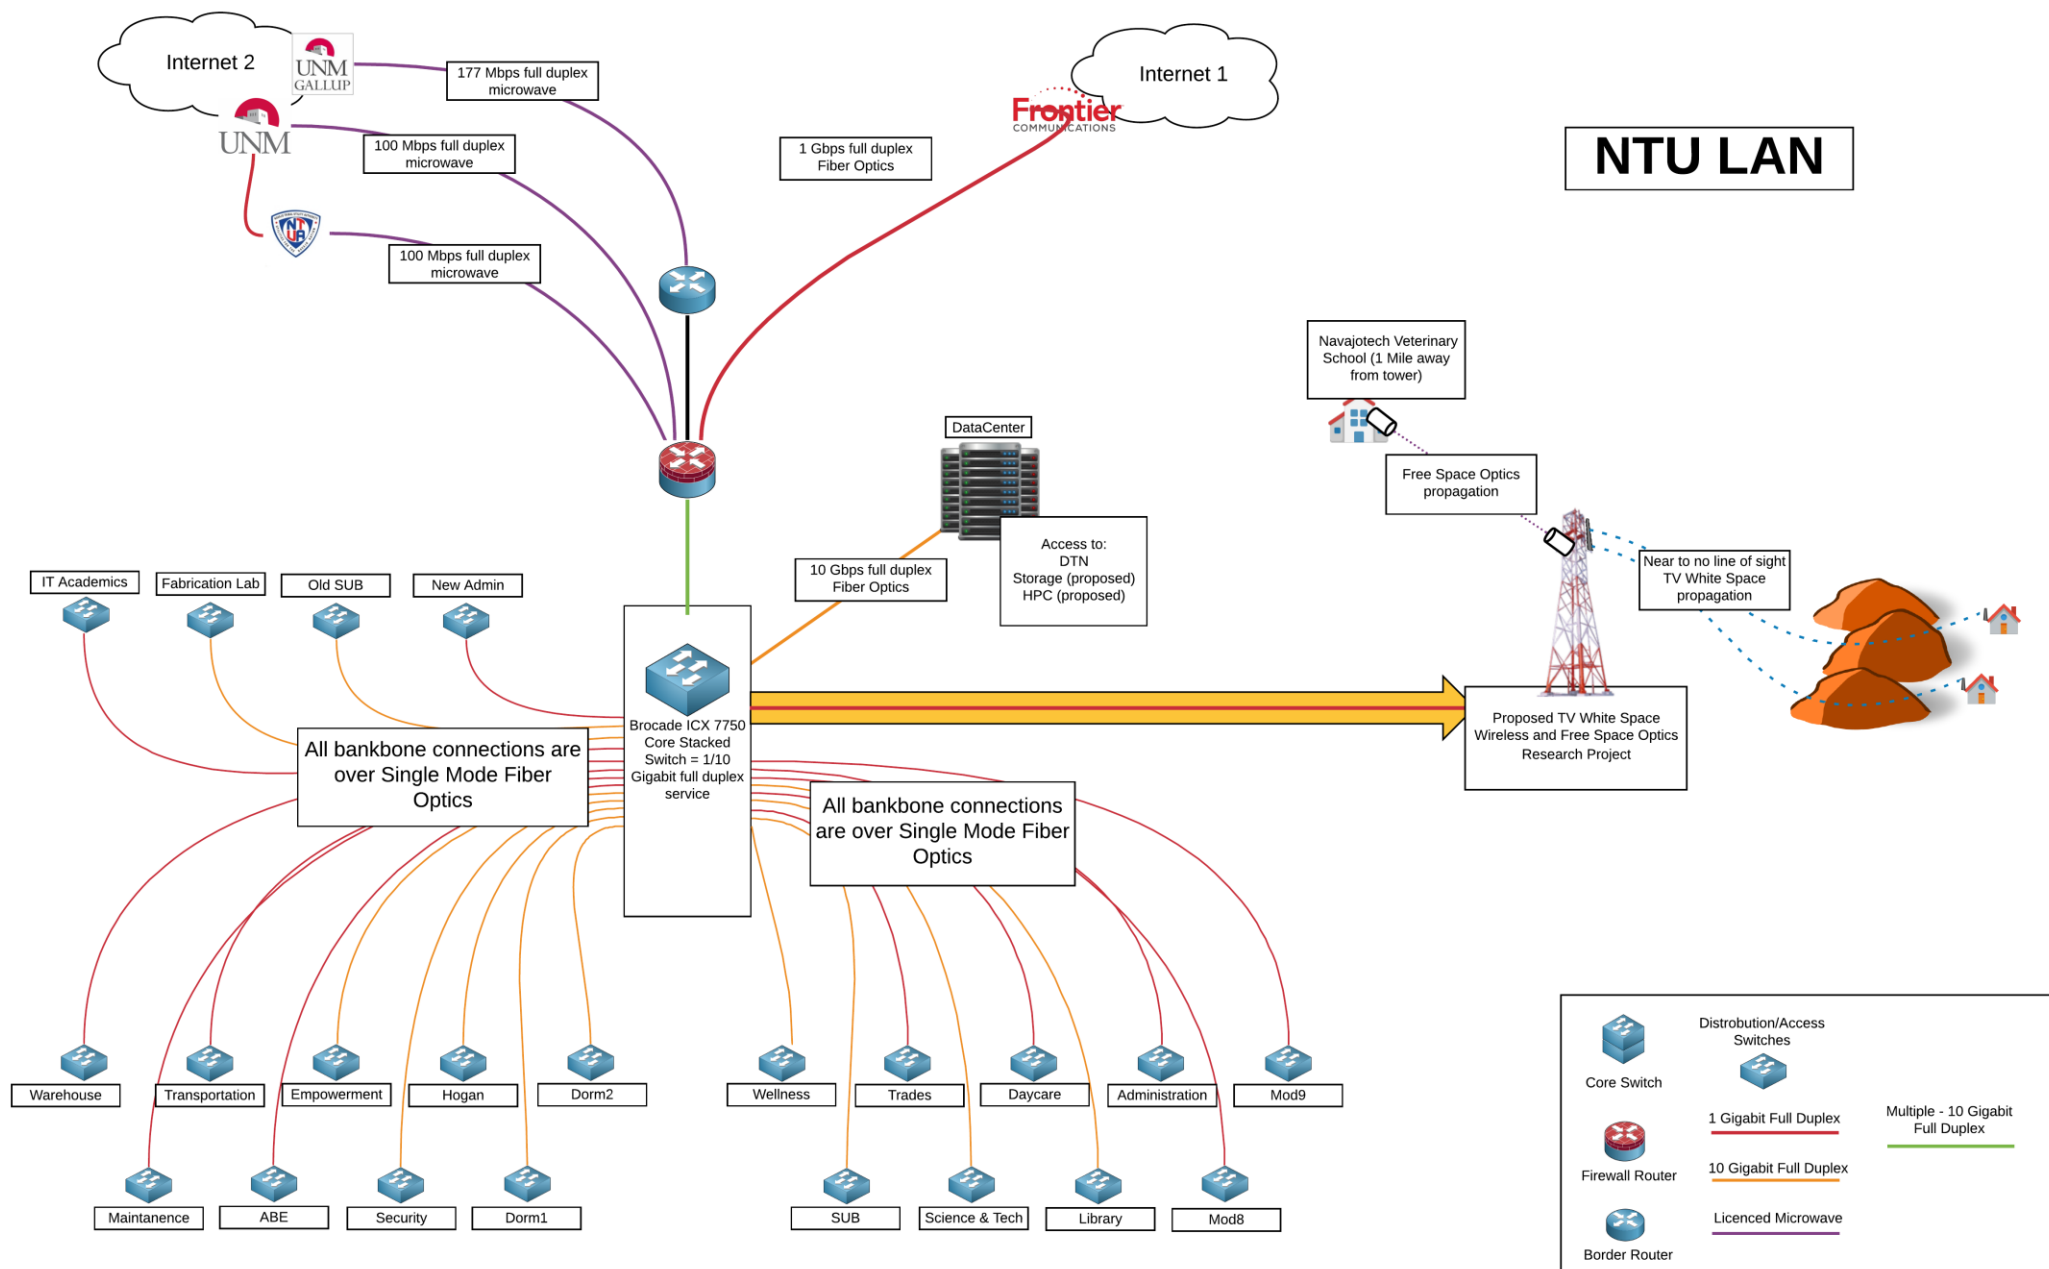 Internet 2
UNM
GALLUP
UNM
177 Mbps full duplex
microwave
100 Mbps full duplex
microwave
NTUA
100 Mbps full duplex
microwave
Internet 1
Frontier
COMMUNICATIONS
1 Gbps full duplex
Fiber Optics
NTU LAN
Navajotech Veterinary
School (1 Mile away
from tower)
Free Space Optics
propagation
Near to no line of sight
TV White Space
propagation
DataCenter
Access to:
DTN
Storage (proposed)
HPC (proposed)
10 Gbps full duplex
Fiber Optics
IT Academics
Fabrication Lab
Old SUB
New Admin
Brocade ICX 7750
Core Stacked
Switch = 1/10
Gigabit full duplex
service
All bankbone connections are
over Single Mode Fiber
Optics
All bankbone connections
are over Single Mode Fiber
Optics
Proposed TV White Space
Wireless and Free Space Optics
Research Project
Warehouse
Transportation
Empowerment
Hogan
Dorm2
Wellness
Trades
Daycare
Administration
Mod9
Maintanence
ABE
Security
Dorm1
SUB
Science & Tech
Library
Mod8
Core Switch
Distrobution/Access
Switches
Firewall Router
Border Router
1 Gigabit Full Duplex
10 Gigabit Full Duplex
Licenced Microwave
Multiple - 10 Gigabit
Full Duplex